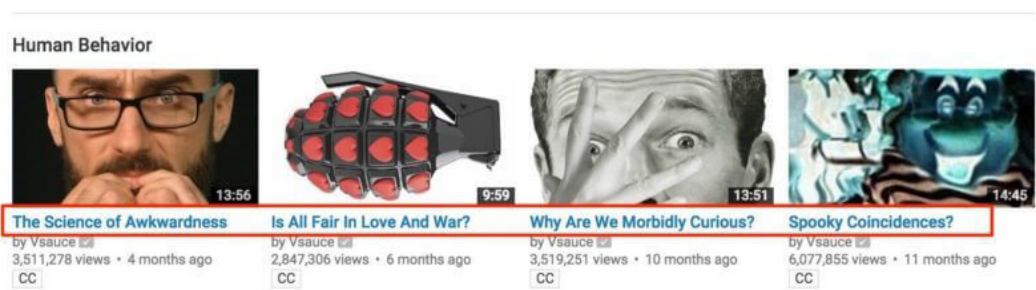 Human Behavior
13:56
9:59
13:51
14:45
The Science of Awkwardness
Is All Fair In Love And War?
Why Are We Morbidly Curious?
Spooky Coincidences?
by Vsauce
by Vsauce
by Vsauce
by Vsauce
3,511,278 views • 4 months ago
2,847,306 views • 6 months ago
3,519,251 views • 10 months ago
6,077,855 views • 11 months ago
CC
CC
CC
CC